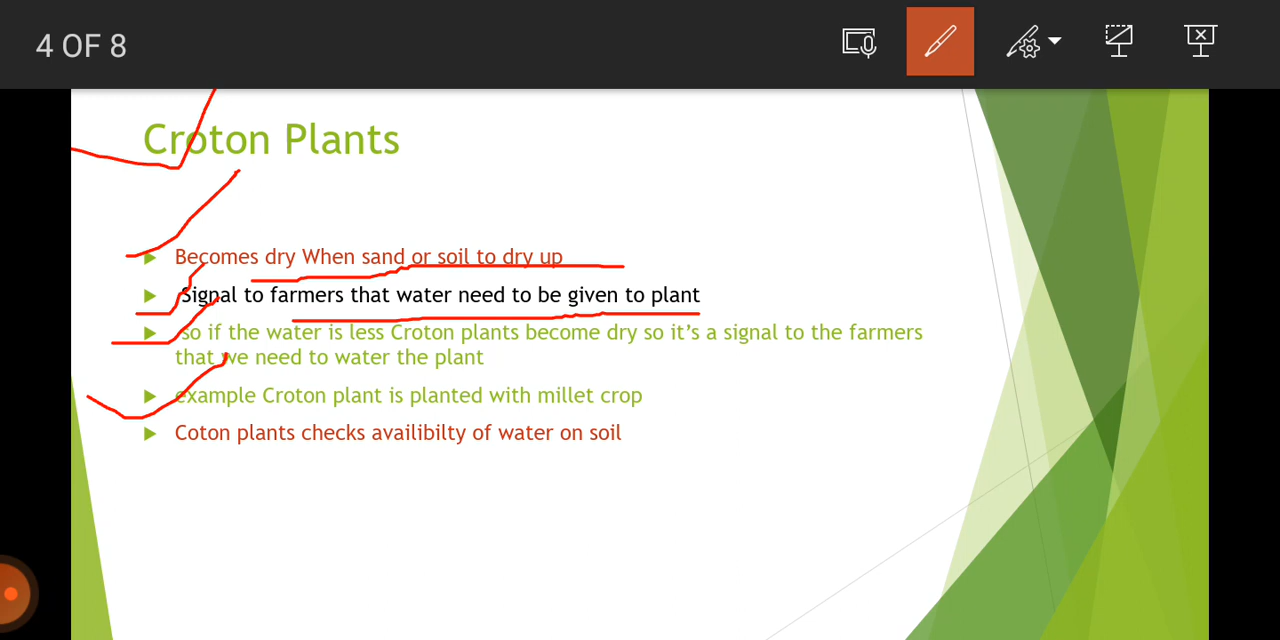 4 OF 8
Croton Plants
Becomes dry When sand or soil to dry up
Signal to farmers that water need to be given to plant
so if the water is less Croton plants become dry so it's a signal to the farmers
that we need to water the plant
example Croton plant is planted with millet crop
Coton plants checks availibilty of water on soil